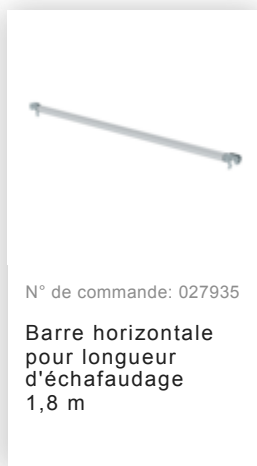 N° de commande: 027935
Barre horizontale
pour longueur
d'échafaudage
1,8 m